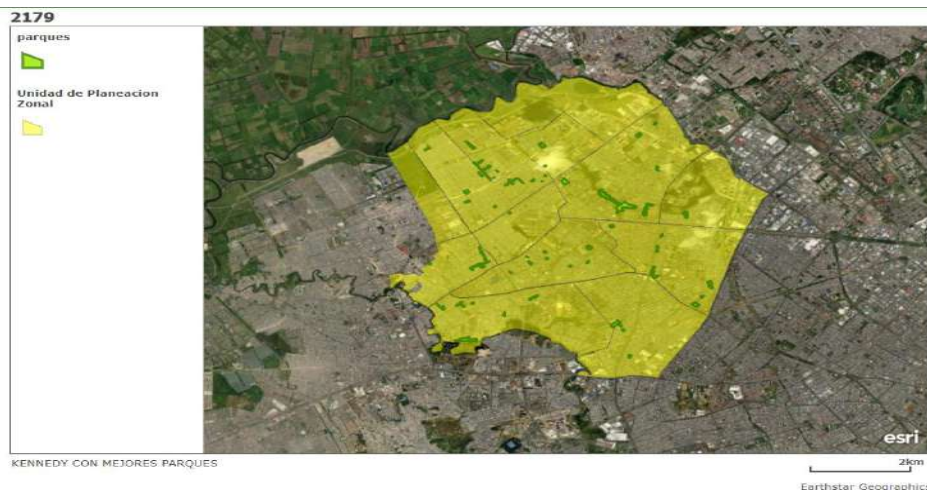 2179
parques
Unidad de Planeacion
Zonal
esri
KENNEDY CON MEJORES PARQUES
2km
Earthstar Geographics